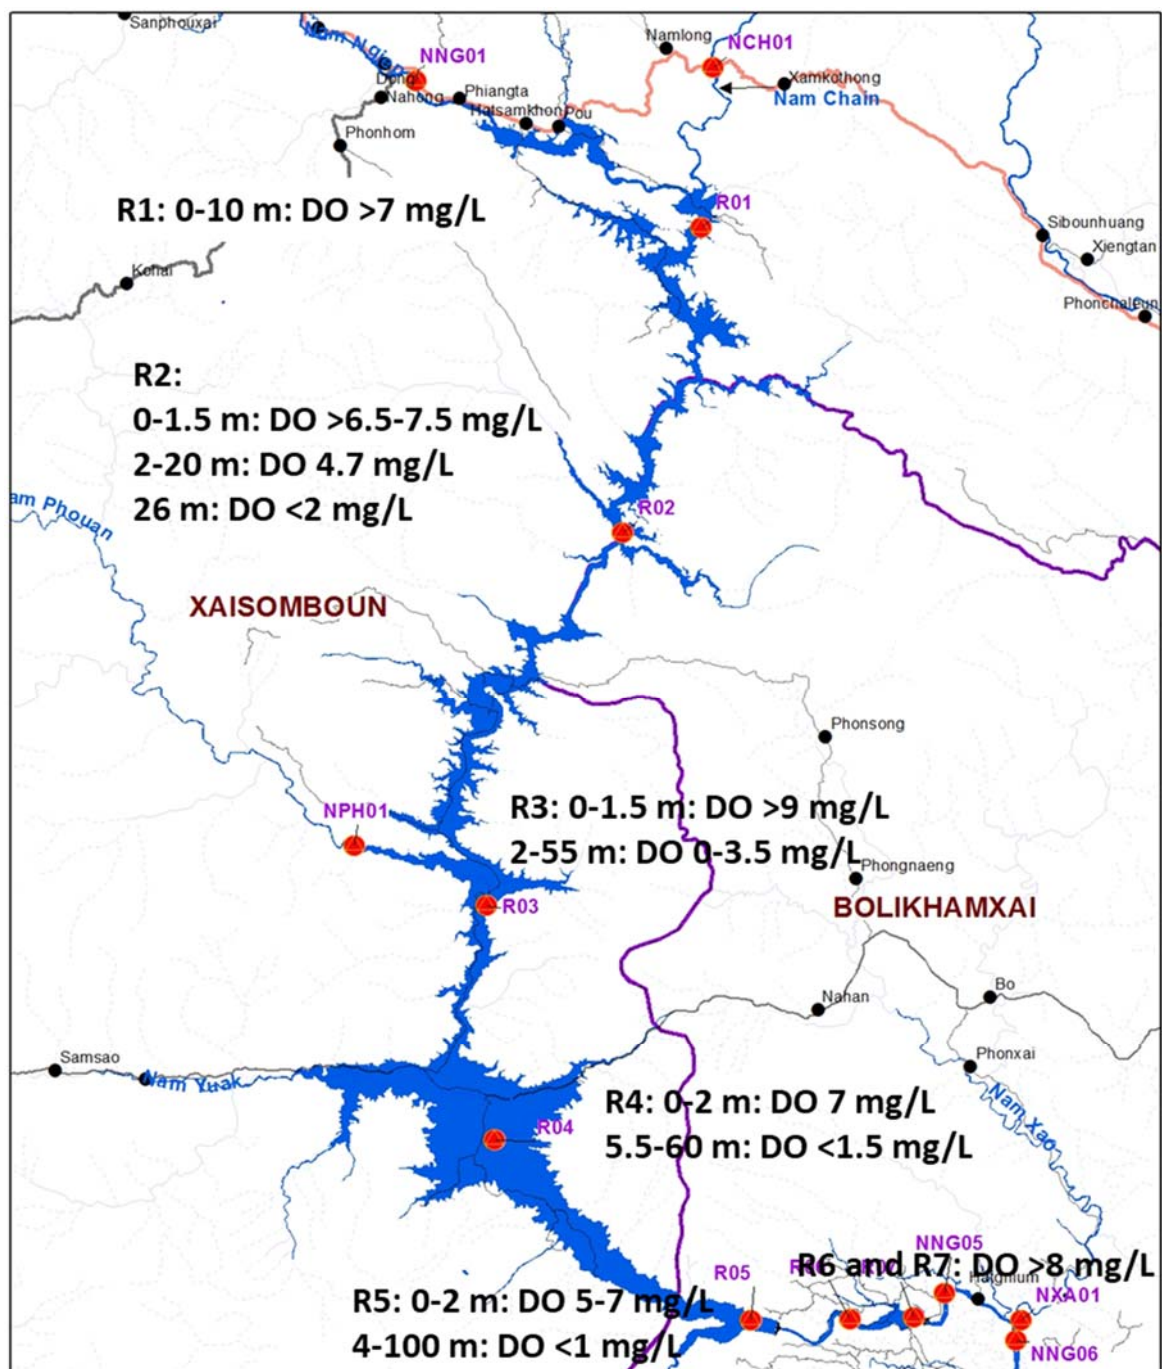 Sanphouxai
Nam Ngiep
NNG01
Namlong
NCH01
Dong
Nahong
Phiangta
Xamkothong
Nam Chain
Hatsamkhon
Pou
Phonhom
R1: 0-10 m: DO >7 mg/L
R01
Sibounhuang
Xiengtan
Kohai
Phonchaleun
R2:
0-1.5 m: DO >6.5-7.5 mg/L
2-20 m: DO 4.7 mg/L
26 m: DO <2 mg/L
am Phouan
R02
XAISOMBOUN
Phonsong
NPH01
R3: 0-1.5 m: DO >9 mg/L
2-55 m: DO 0-3.5 mg/L
Phongnaeng
R03
BOLIKHAMXAI
Nahan
Bo
Samsao
Nam Yuak
Phonxai
Nam Xao
R4: 0-2 m: DO 7 mg/L
R04
5.5-60 m: DO <1.5 mg/L
NNG05
R05
R6 and R7: DO >8 mg/L
Hatgnium
NXA01
R5: 0-2 m: DO 5-7 mg/L
4-100 m: DO <1 mg/L
NNG06